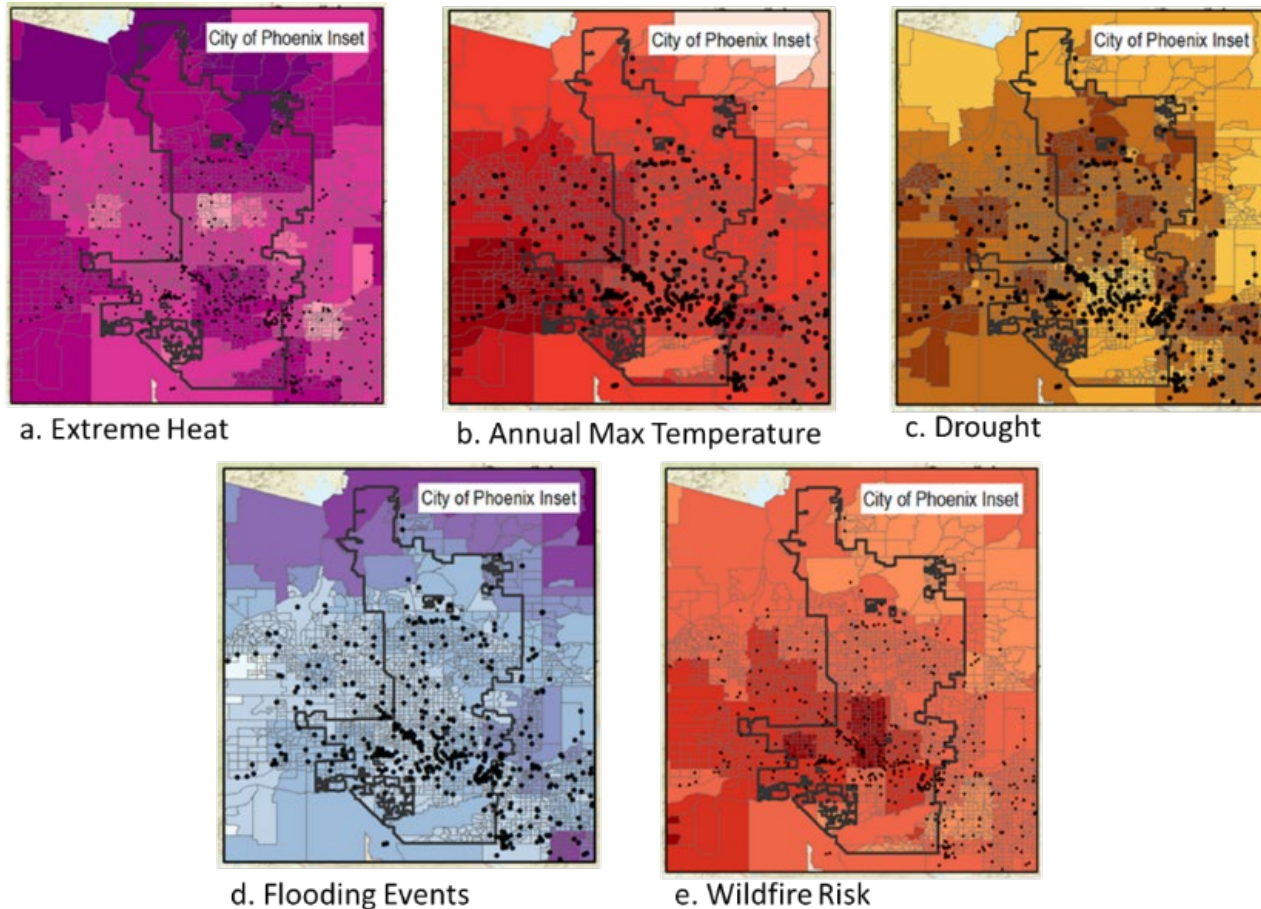 City of Phoenix Inset
City of Phoenix Inset
City of Phoenix Inset
a. Extreme Heat
b. Annual Max Temperature
c. Drought
City of Phoenix Inset
City of Phoenix Inset
d. Flooding Events
e. Wildfire Risk